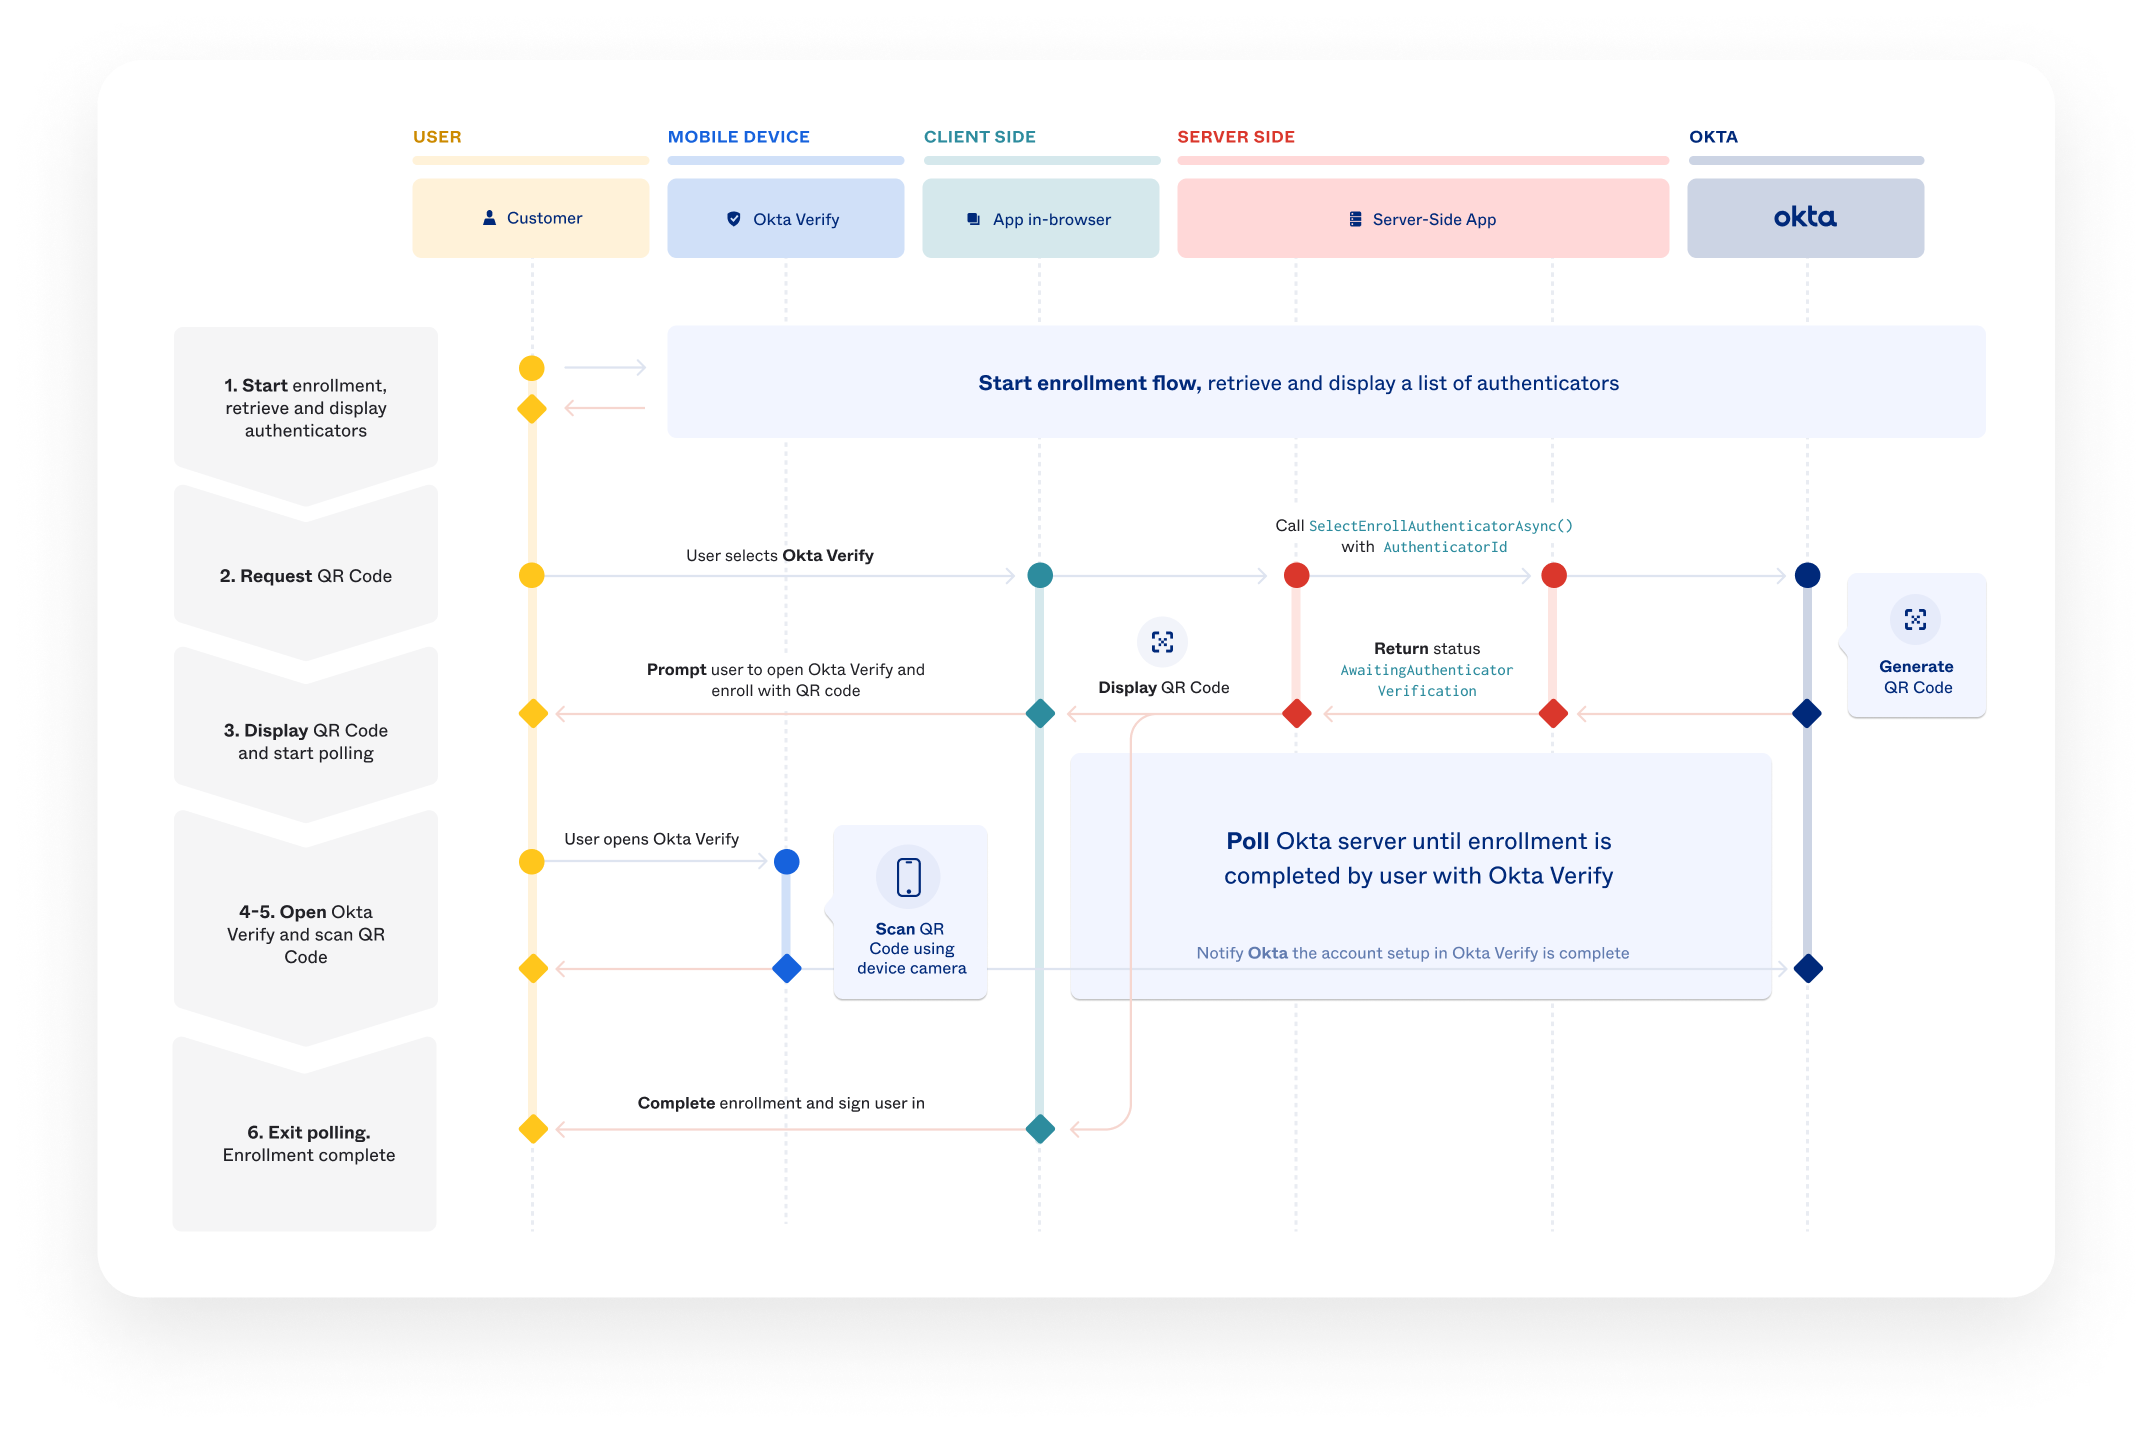 USER
MOBILE DEVICE
CLIENT SIDE
SERVER SIDE
OKTA
Customer
Okta Verify
App in-browser
Server-Side App
okta
1. Start enrollment,
retrieve and display
authenticators
Start enrollment flow, retrieve and display a list of authenticators
2. Request QR Code
User selects Okta Verify
Call SelectEnrollAuthenticatorAsync()
with AuthenticatorId
Generate
QR Code
3. Display QR Code
and start polling
Prompt user to open Okta Verify and
enroll with QR code
Display QR Code
Return status
AwaitingAuthenticator
Verification
4-5. Open Okta
Verify and scan QR
Code
User opens Okta Verify
Scan QR
Code using
device camera
Poll Okta server until enrollment is
completed by user with Okta Verify
Notify Okta the account setup in Okta Verify is complete
6. Exit polling.
Enrollment complete
Complete enrollment and sign user in